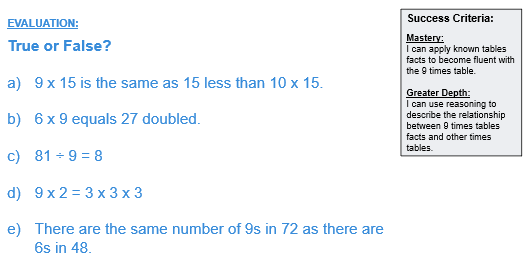 EVALUATION:
True or False?
a) 9 x 15 is the same as 15 less than 10 x 15.
b) 6 x 9 equals 27 doubled.
c) 81 ÷ 9 = 8
d) 9 x 2 = 3 x 3 x 3
e) There are the same number of 9s in 72 as there are
6s in 48.
Success Criteria:
Mastery:
I can apply known tables
facts to become fluent with
the 9 times table.
Greater Depth:
I can use reasoning to
describe the relationship
between 9 times tables
facts and other times
tables.